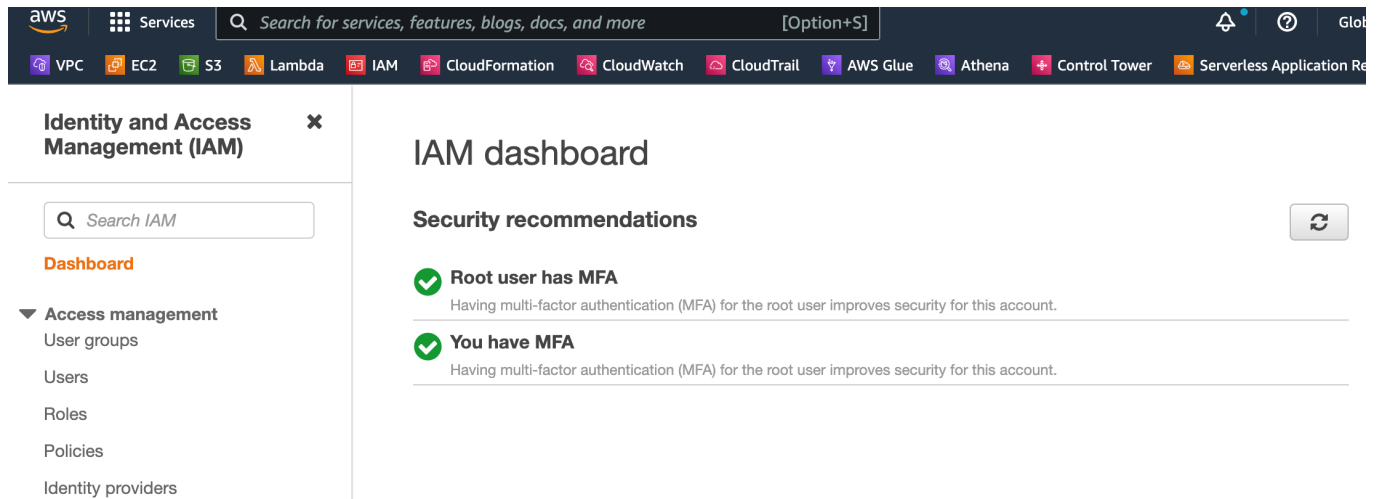 aws
Services
Search for services, features, blogs, docs, and more
[Option+S]
VPC
EC2
S3
Lambda
IAM
CloudFormation
CloudWatch
CloudTrail
AWS Glue
Athena
Control Tower
Serverless Application
Identity and Access
Management (IAM)
Search IAM
Dashboard
Access management
User groups
Users
Roles
Policies
Identity providers
IAM dashboard
Security recommendations
Root user has MFA
Having multi-factor authentication (MFA) for the root user improves security for this account.
You have MFA
Having multi-factor authentication (MFA) for the root user improves security for this account.